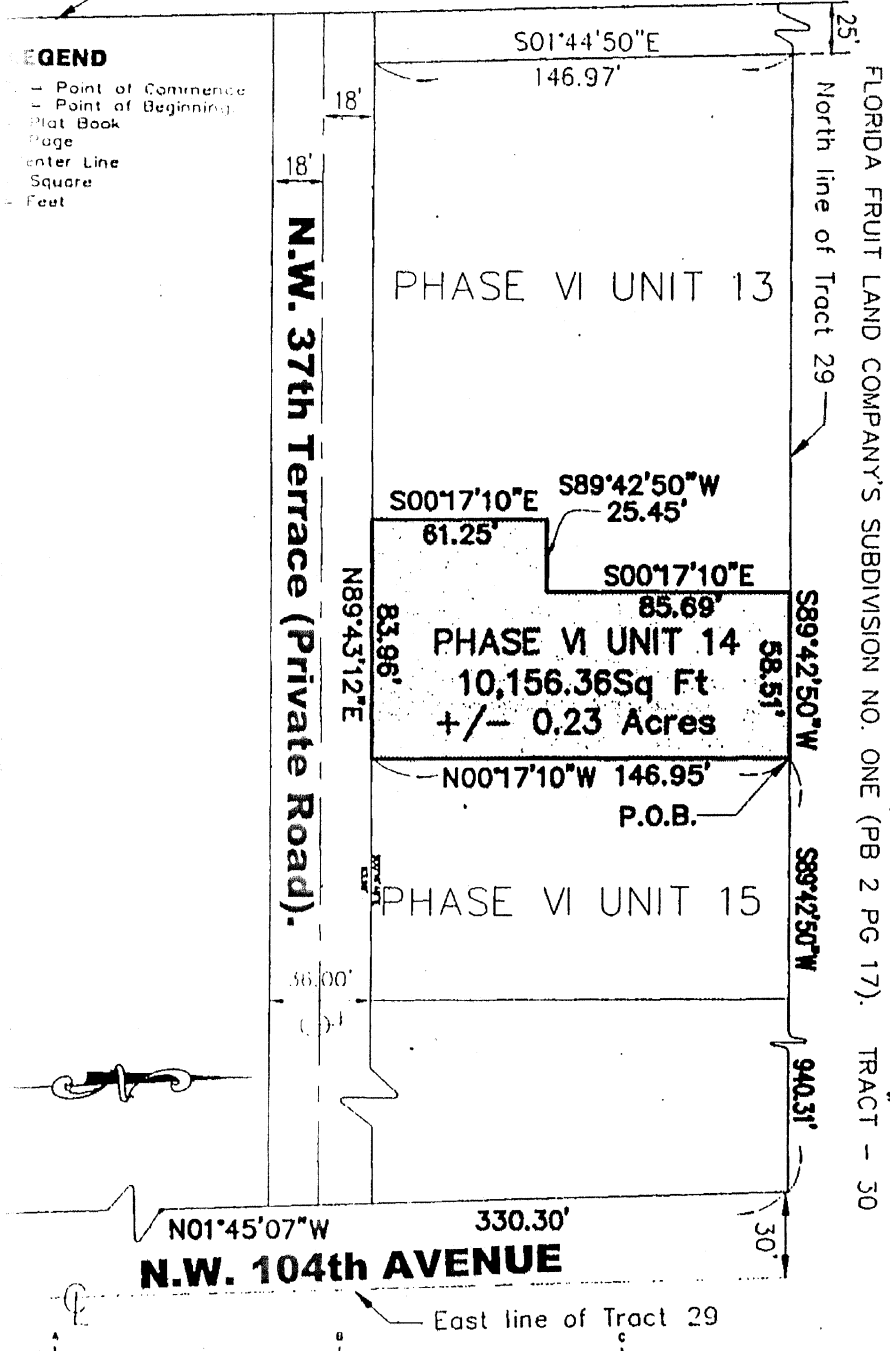 S01°44'50"E
146.97'
25'
EGEND
- Point of Commence
- Point of Beginning.
Plat Book
Page
enter Line
Square
- Feet
18'
18'
North line of Tract 29
FLORIDA FRUIT LAND COMPANY'S SUBDIVISION NO. ONE (PB 2 PG 17). TRACT - 30
N.W. 37th Terrace (Private Road).
PHASE VI UNIT 13
S00°17'10"E
61.25'
S89°42'50"W
25.45'
S00°17'10"E
85.69'
N89°43'12"E
83.96'
PHASE VI UNIT 14
10,156.36Sq Ft
+/- 0.23 Acres
58.51'
S89°42'50"W
N00°17'10"W 146.95'
P.O.B.
PHASE VI UNIT 15
S89°42'50"W
940.31'
36.00'
N01°45'07"W
330.30'
30'
N.W. 104th AVENUE
East line of Tract 29
A
B
C